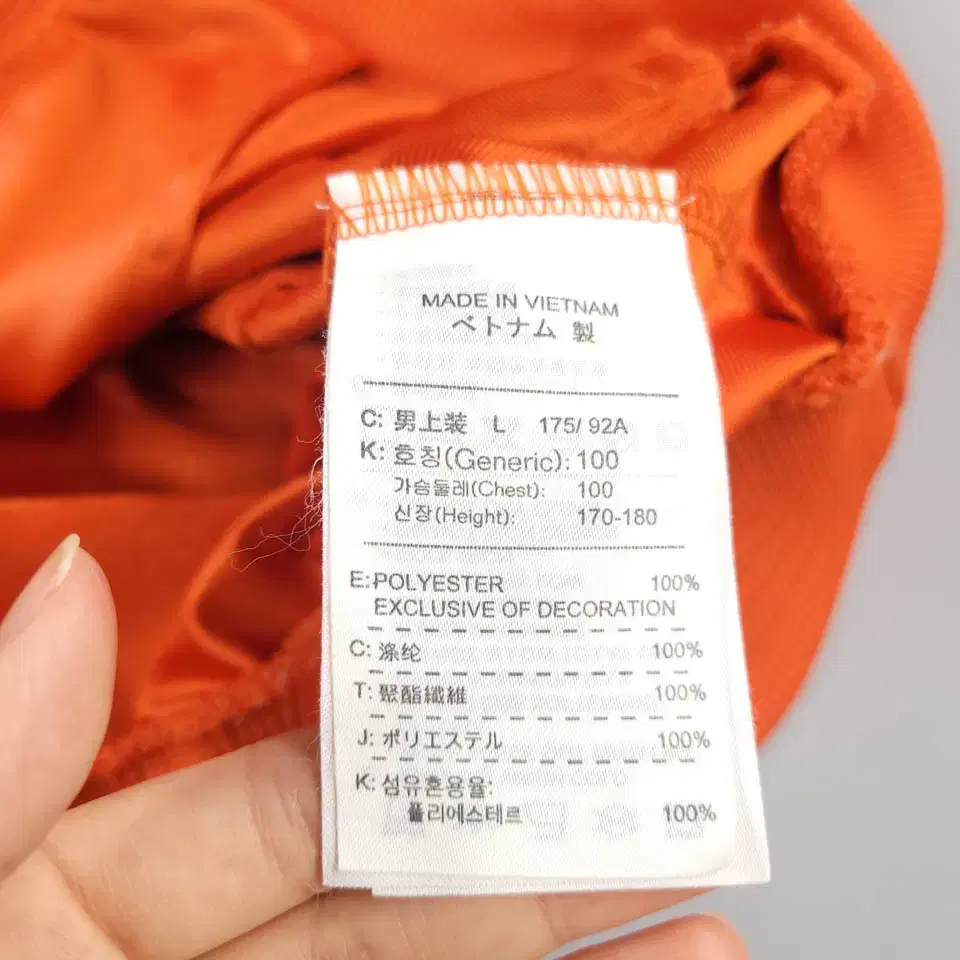 MADE IN VIETNAM
ベトナム 製
C: 男上装 L 175/ 92A
K: 호칭(Generic): 100
가슴둘레(Chest): 100
신장(Height): 170-180
E: POLYESTER 100%
EXCLUSIVE OF DECORATION
C: 涤纶 100%
T: 聚酯纖維 100%
J: ポリエステル 100%
K: 섬유혼용율:
폴리에스테르 100%